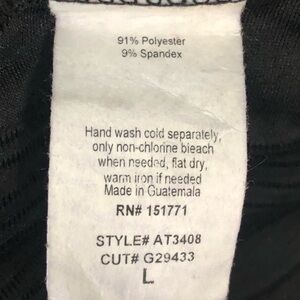 91% Polyester
9% Spandex
Hand wash cold separately,
only non-chlorine bleach
when needed, flat dry,
warm iron if needed
Made in Guatemala
RN# 151771
STYLE# AT3408
CUT# G29433
L